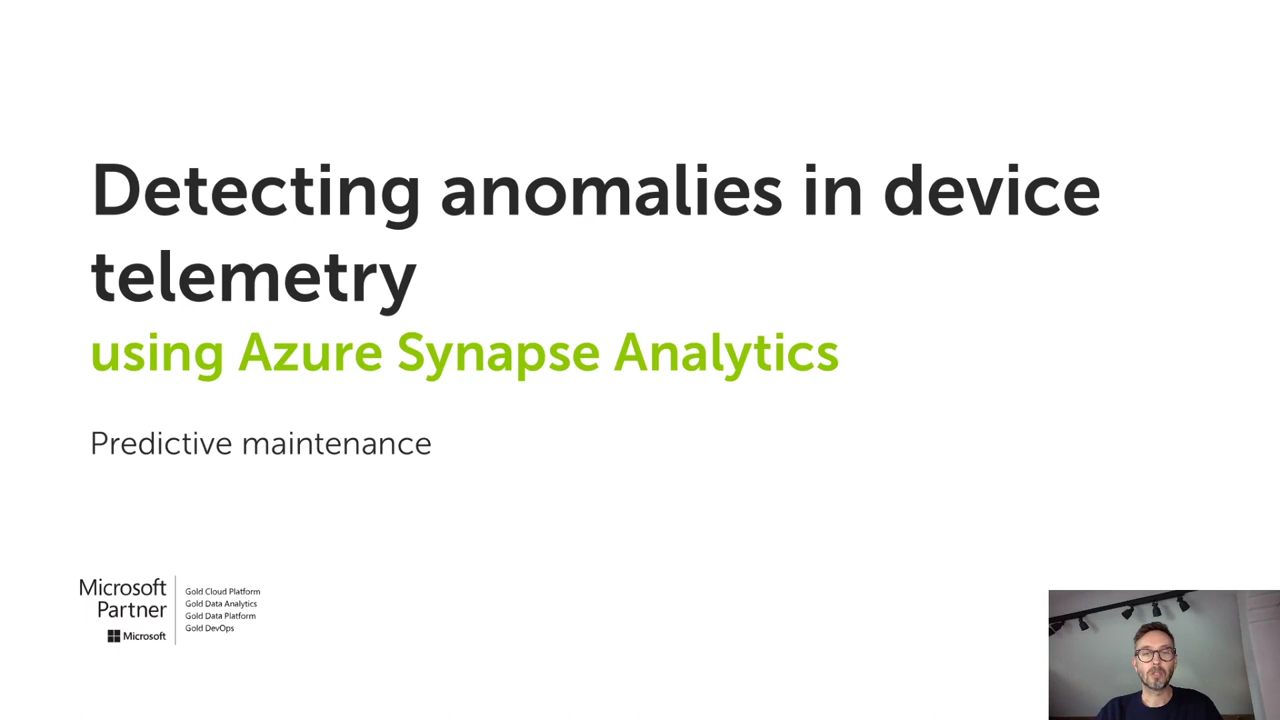 Detecting anomalies in device
telemetry
using Azure Synapse Analytics
Predictive maintenance
Microsoft
Partner
Microsoft
Gold Cloud Platform
Gold Data Analytics
Gold Data Platform
Gold DevOps